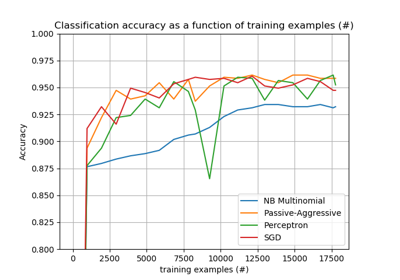 Classification accuracy as a function of training examples (#)
1.000
0.975
0.950
0.925
0.900
0.875
0.850
0.825
0.800
Accuracy
NB Multinomial
Passive-Aggressive
Perceptron
SGD
0 2500 5000 7500 10000 12500 15000 17500
training examples (#)